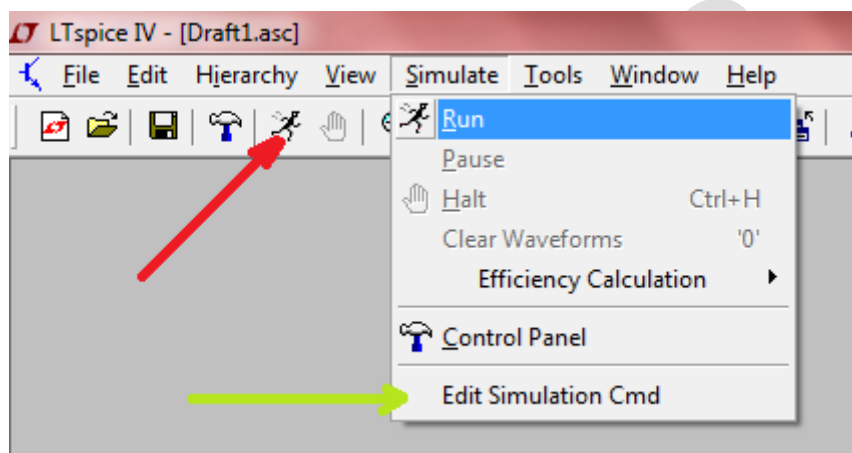 LTspice IV - [Draft1.asc]
File Edit Hierarchy View Simulate Tools Window Help
Run
Pause
Halt Ctrl+H
Clear Waveforms '0'
Efficiency Calculation
Control Panel
Edit Simulation Cmd